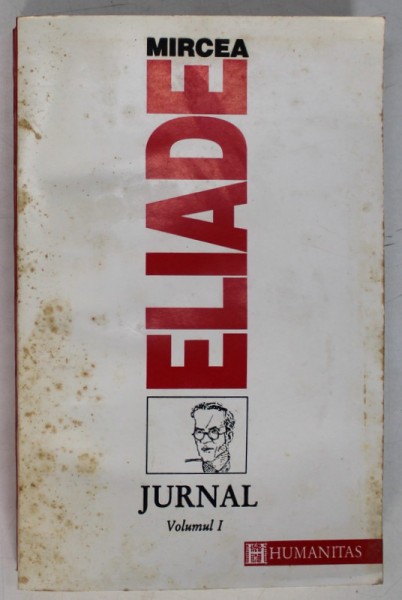 MIRCEA
ELIADE
JURNAL
Volumul I
HUMANITAS